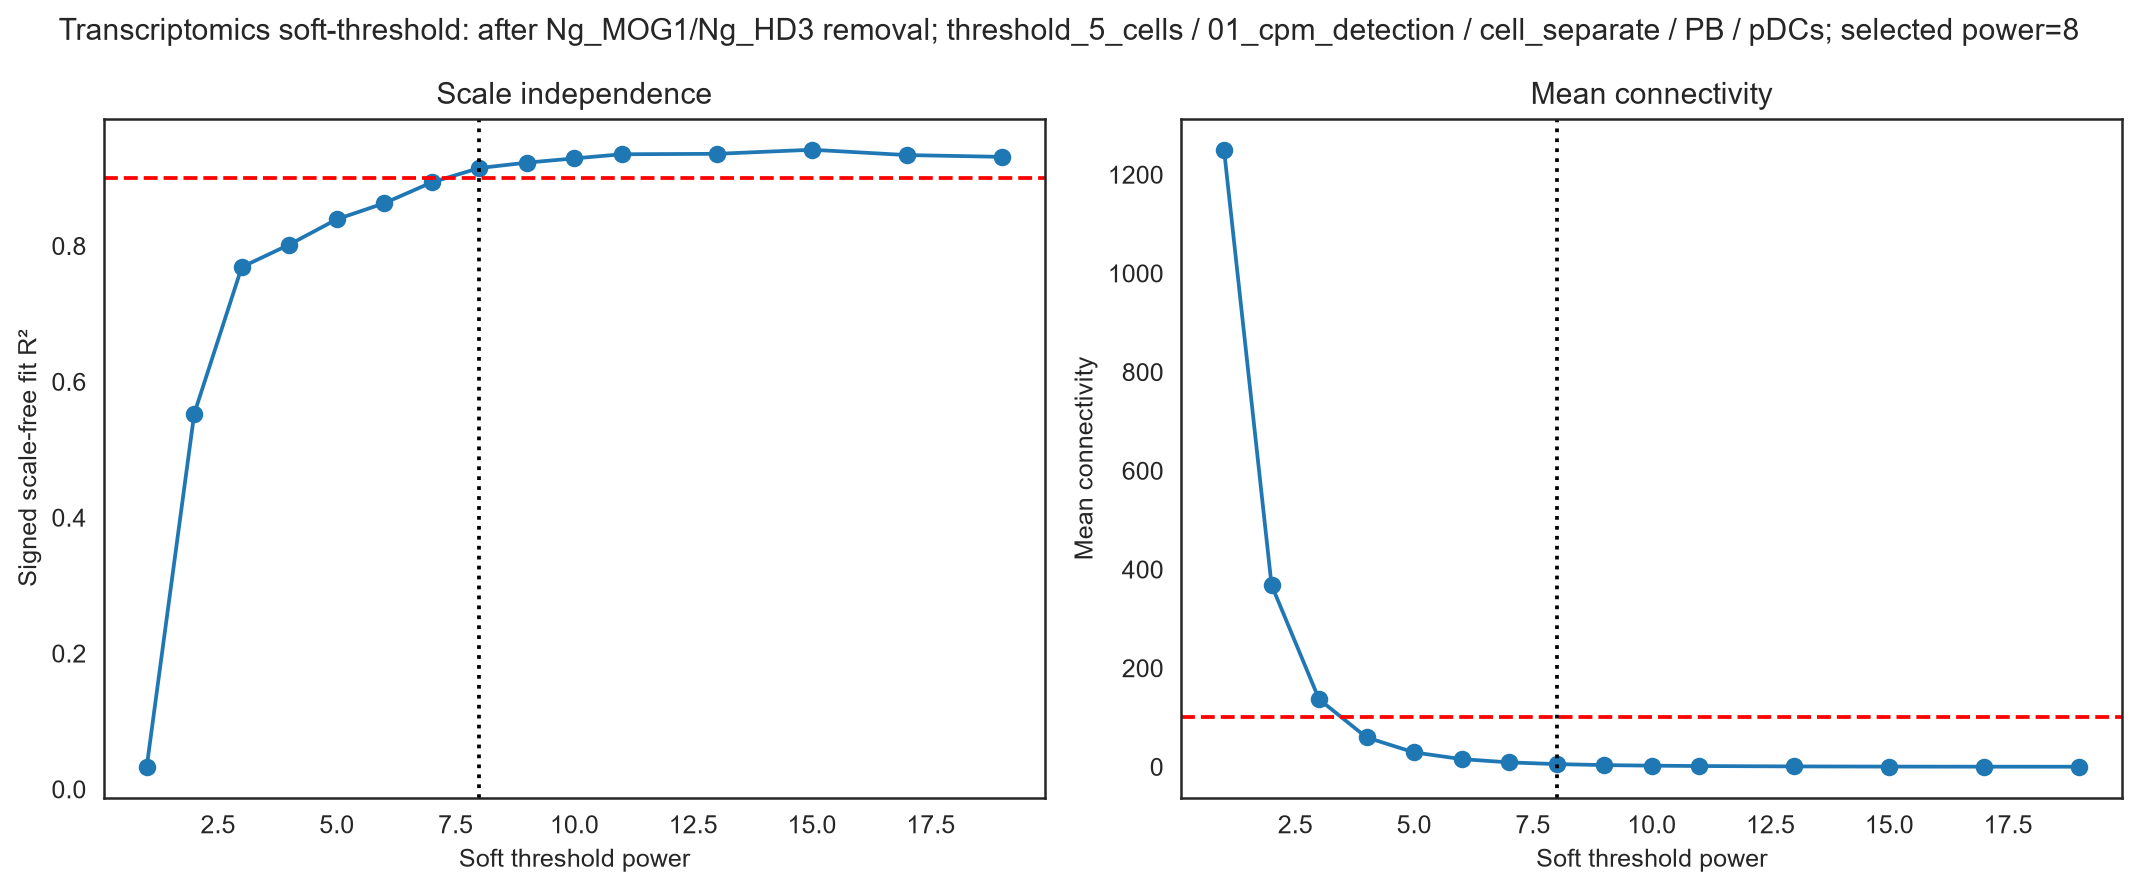 Transcriptomics soft-threshold: after Ng_MOG1/Ng_HD3 removal; threshold_5_cells / 01_cpm_detection / cell_separate / PB / pDCs; selected power=8
Scale independence
Signed scale-free fit R²
0.8
0.6
0.4
0.2
0.0
2.5 5.0 7.5 10.0 12.5 15.0 17.5
Soft threshold power
Mean connectivity
Mean connectivity
1200
1000
800
600
400
200
0
2.5 5.0 7.5 10.0 12.5 15.0 17.5
Soft threshold power